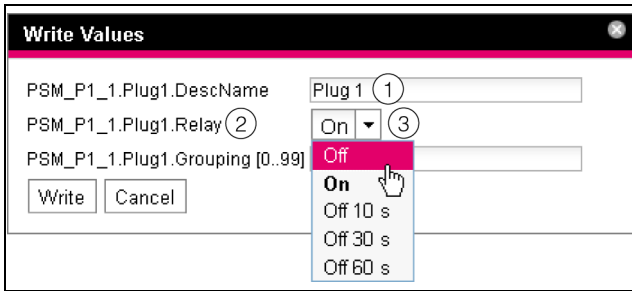 Write Values
PSM_P1_1.Plug1.DescName Plug 1 1
PSM_P1_1.Plug1.Relay 2 On 3
PSM_P1_1.Plug1.Grouping [0..99] Off
Write Cancel On
Off 10 s
Off 30 s
Off 60 s